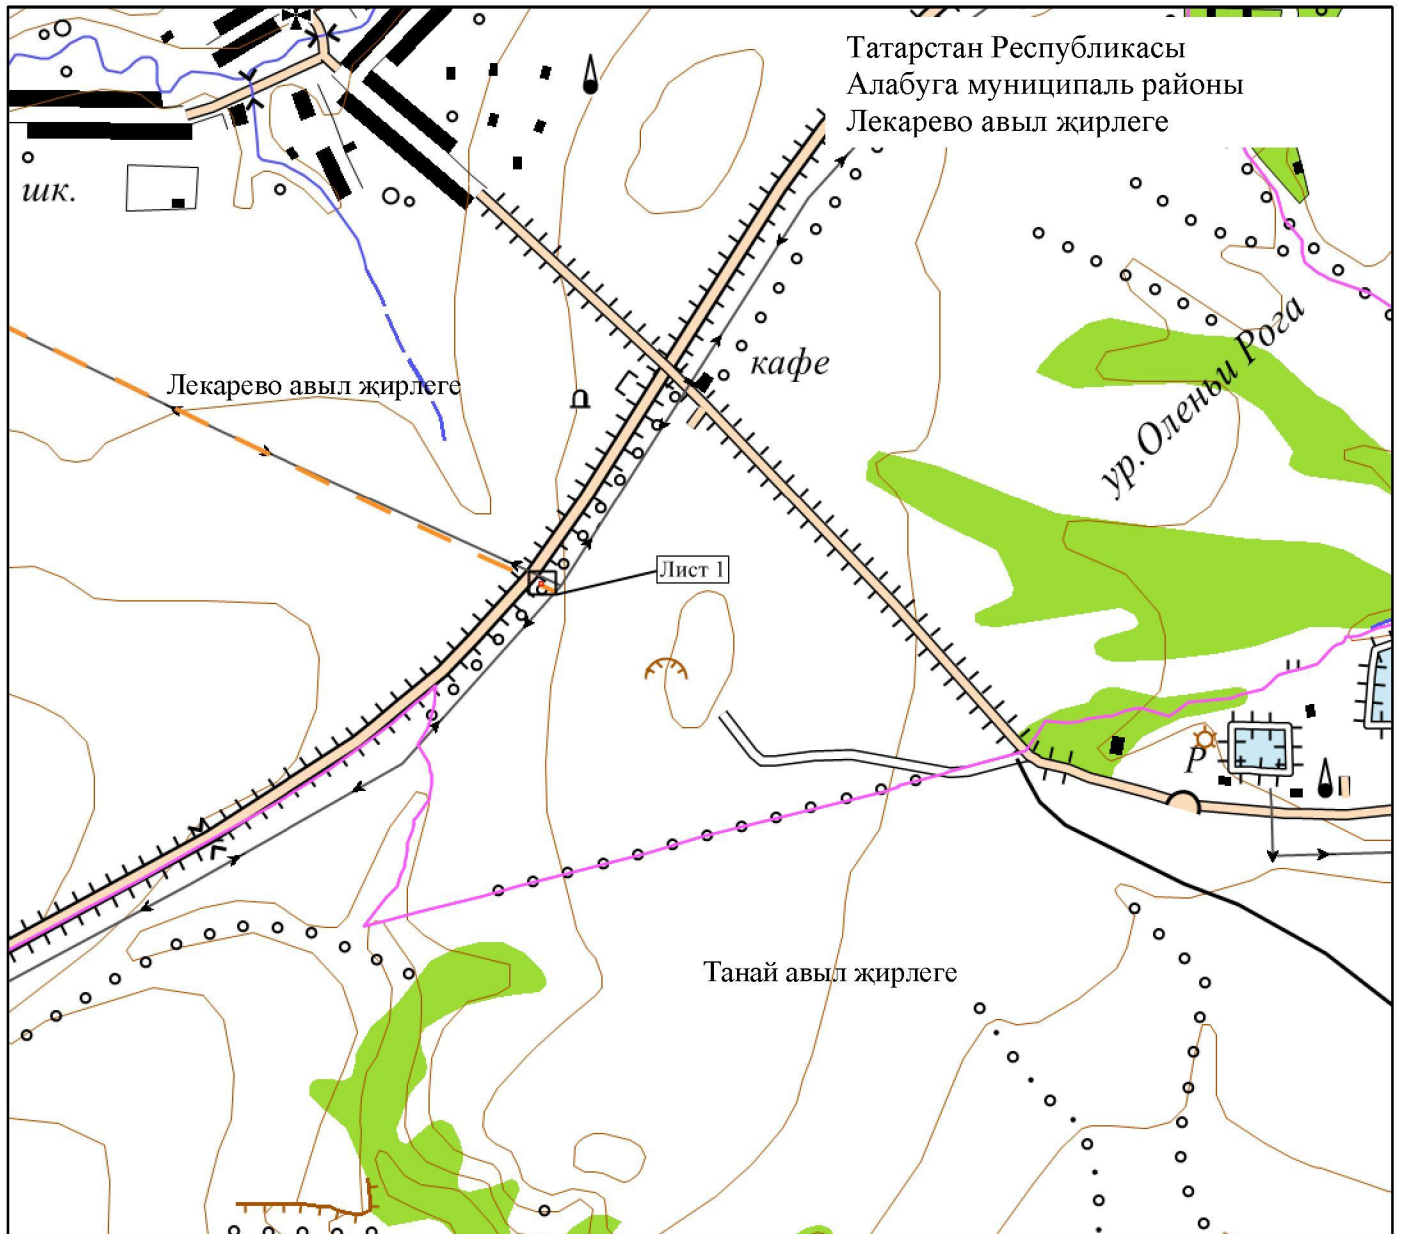 Татарстан Республикасы
Алабуга муниципаль районы
Лекарево авыл җирлеге
шк.
кафе
Лекарево авыл җирлеге
ур.Оленьи Рога
Лист 1
Р
Танай авыл җирлеге